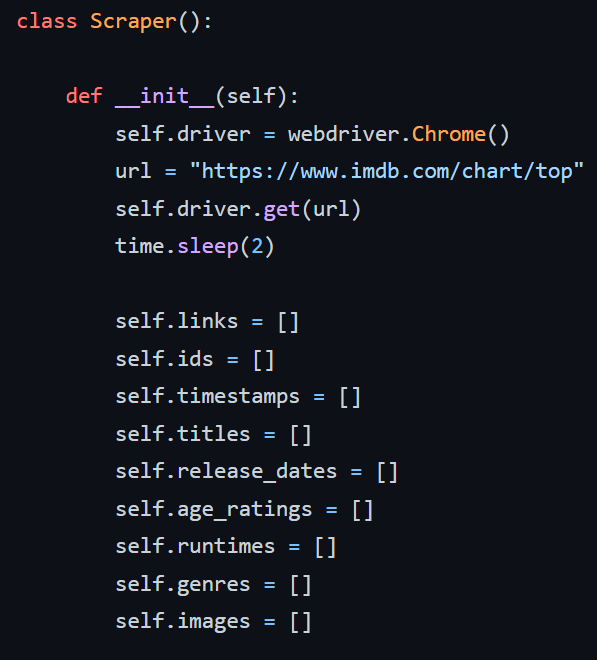 class Scraper():
    def __init__(self):
        self.driver = webdriver.Chrome()
        url = "https://www.imdb.com/chart/top"
        self.driver.get(url)
        time.sleep(2)
        self.links = []
        self.ids = []
        self.timestamps = []
        self.titles = []
        self.release_dates = []
        self.age_ratings = []
        self.runtimes = []
        self.genres = []
        self.images = []